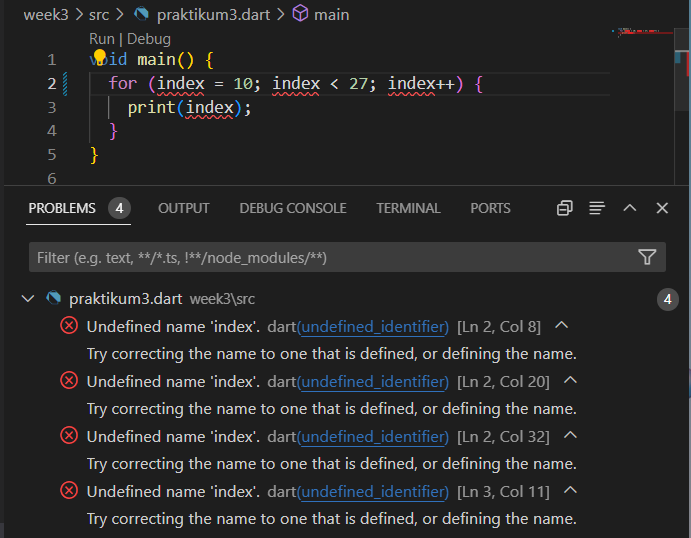 week3 > src > praktikum3.dart > main
Run | Debug
1 void main() {
2 for (index = 10; index < 27; index++) {
3 print(index);
4 }
5 }
6
PROBLEMS 4 OUTPUT DEBUG CONSOLE TERMINAL PORTS
Filter (e.g. text, **/*.ts, !**/node_modules/**)
praktikum3.dart week3\src 4
Undefined name 'index'. dart(undefined_identifier) [Ln 2, Col 8]
Try correcting the name to one that is defined, or defining the name.
Undefined name 'index'. dart(undefined_identifier) [Ln 2, Col 20]
Try correcting the name to one that is defined, or defining the name.
Undefined name 'index'. dart(undefined_identifier) [Ln 2, Col 32]
Try correcting the name to one that is defined, or defining the name.
Undefined name 'index'. dart(undefined_identifier) [Ln 3, Col 11]
Try correcting the name to one that is defined, or defining the name.